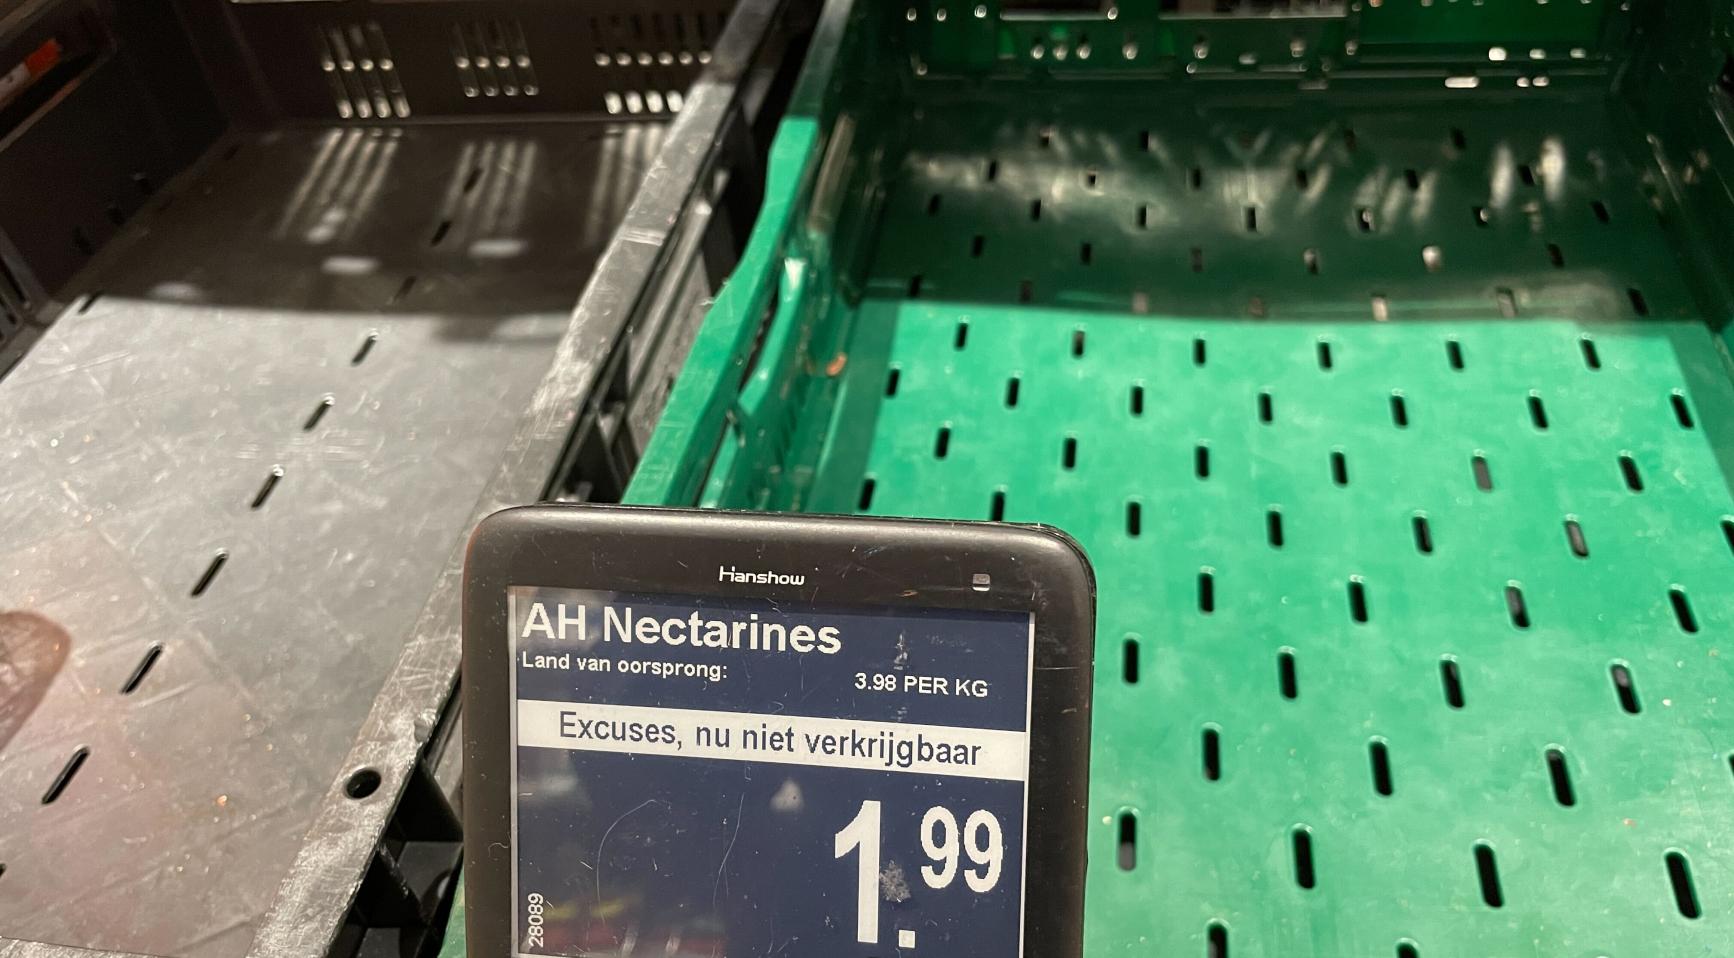 Hanshow
AH Nectarines
Land van oorsprong:
3.98 PER KG
Excuses, nu niet verkrijgbaar
1.99
28089